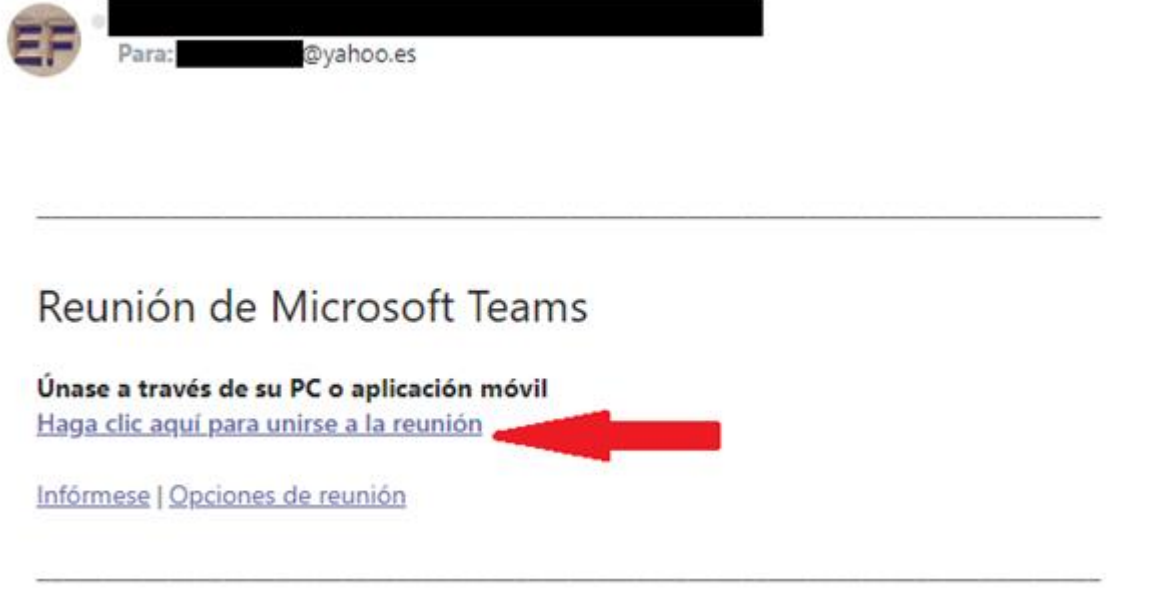 EF
Para: @yahoo.es
Reunión de Microsoft Teams
Únase a través de su PC o aplicación móvil
Haga clic aquí para unirse a la reunión
Infórmese | Opciones de reunión